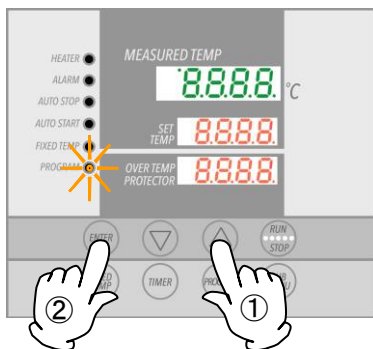 MEASURED TEMP
HEATER
8.8.8.8. °C
ALARM
AUTO STOP
AUTO START
SET TEMP 8.8.8.8.
FIXED TEMP
PROGRAM
OVER TEMP PROTECTOR 8.8.8.8.
ENTER
RUN
STOP
TIMER
②
①